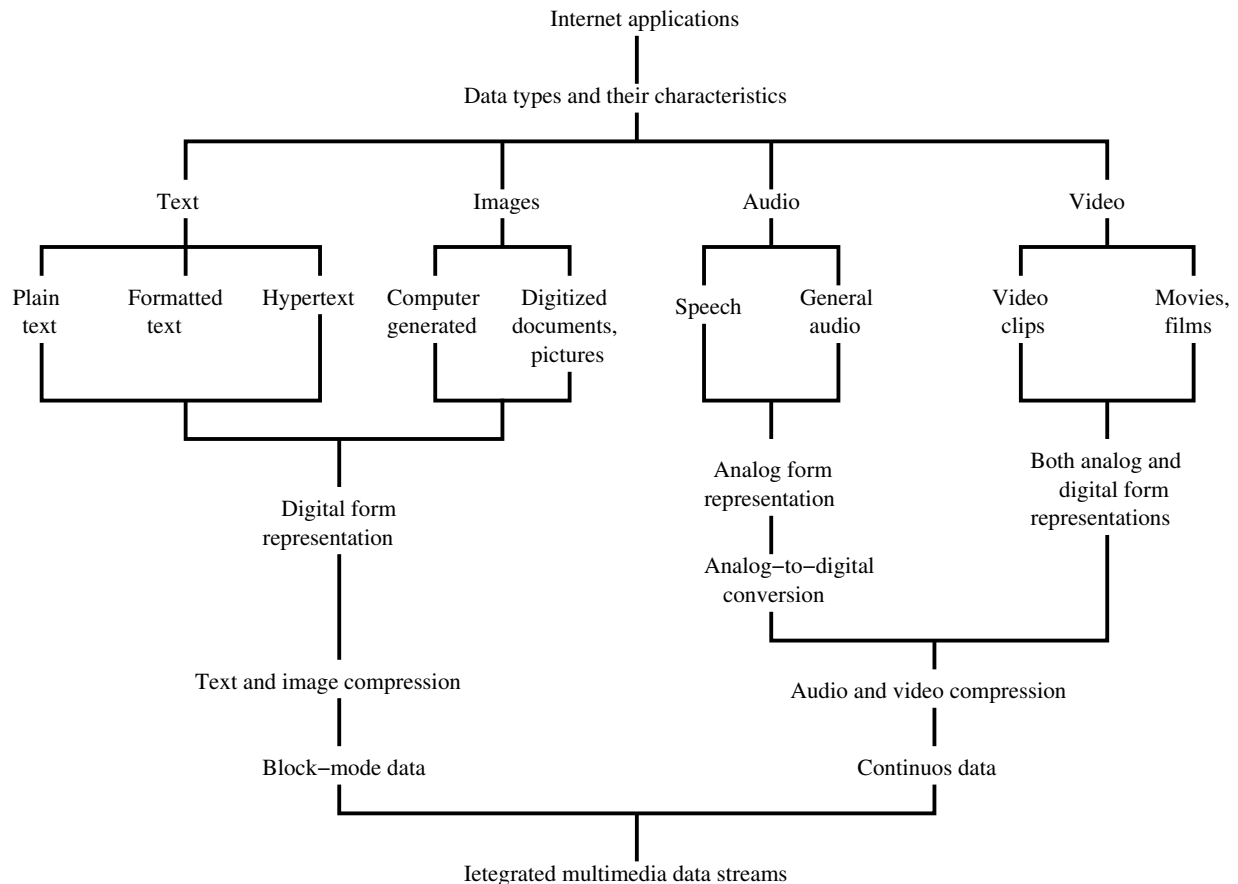 Internet applications
Data types and their characteristics
Text
Images
Audio
Video
Plain
text
Formatted
text
Hypertext
Computer
generated
Digitized
documents,
pictures
Speech
General
audio
Video
clips
Movies,
films
Digital form
representation
Analog form
representation
Both analog and
digital form
representations
Analog−to−digital
conversion
Text and image compression
Audio and video compression
Block−mode data
Continuos data
Ietegrated multimedia data streams